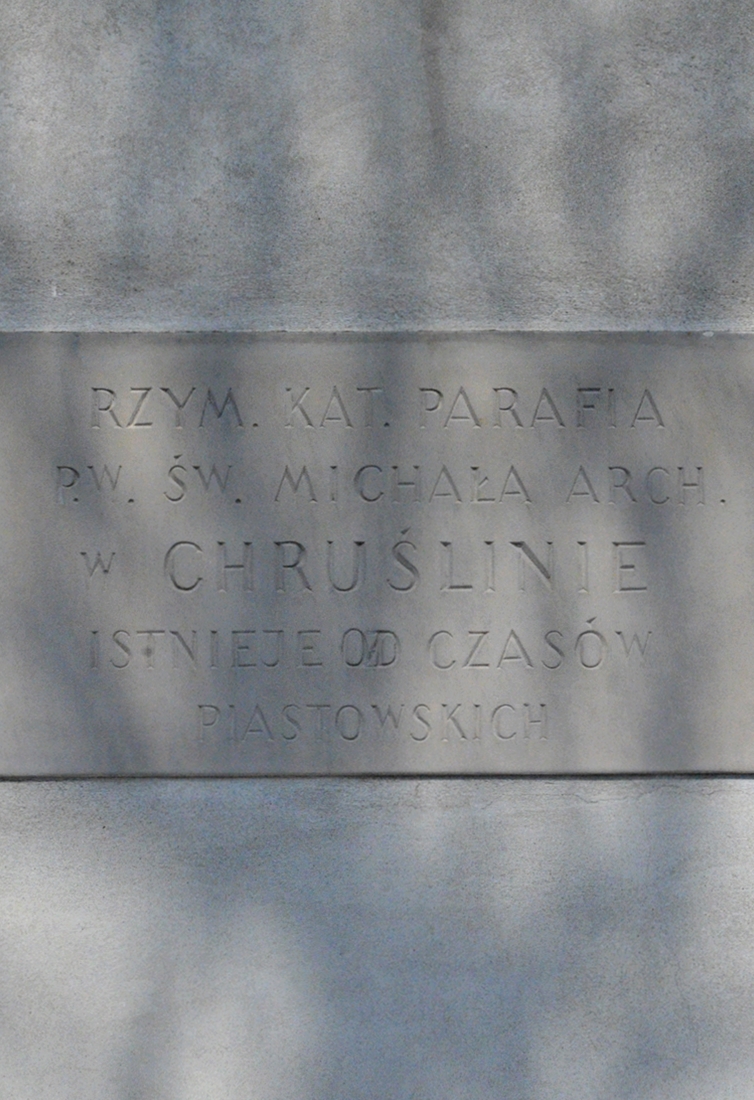 RZYM. KAT. PARAFIA
P.W. ŚW. MICHAŁA ARCH.
W CHRUŚLINIE
ISTNIEJE OD CZASÓW
PIASTOWSKICH